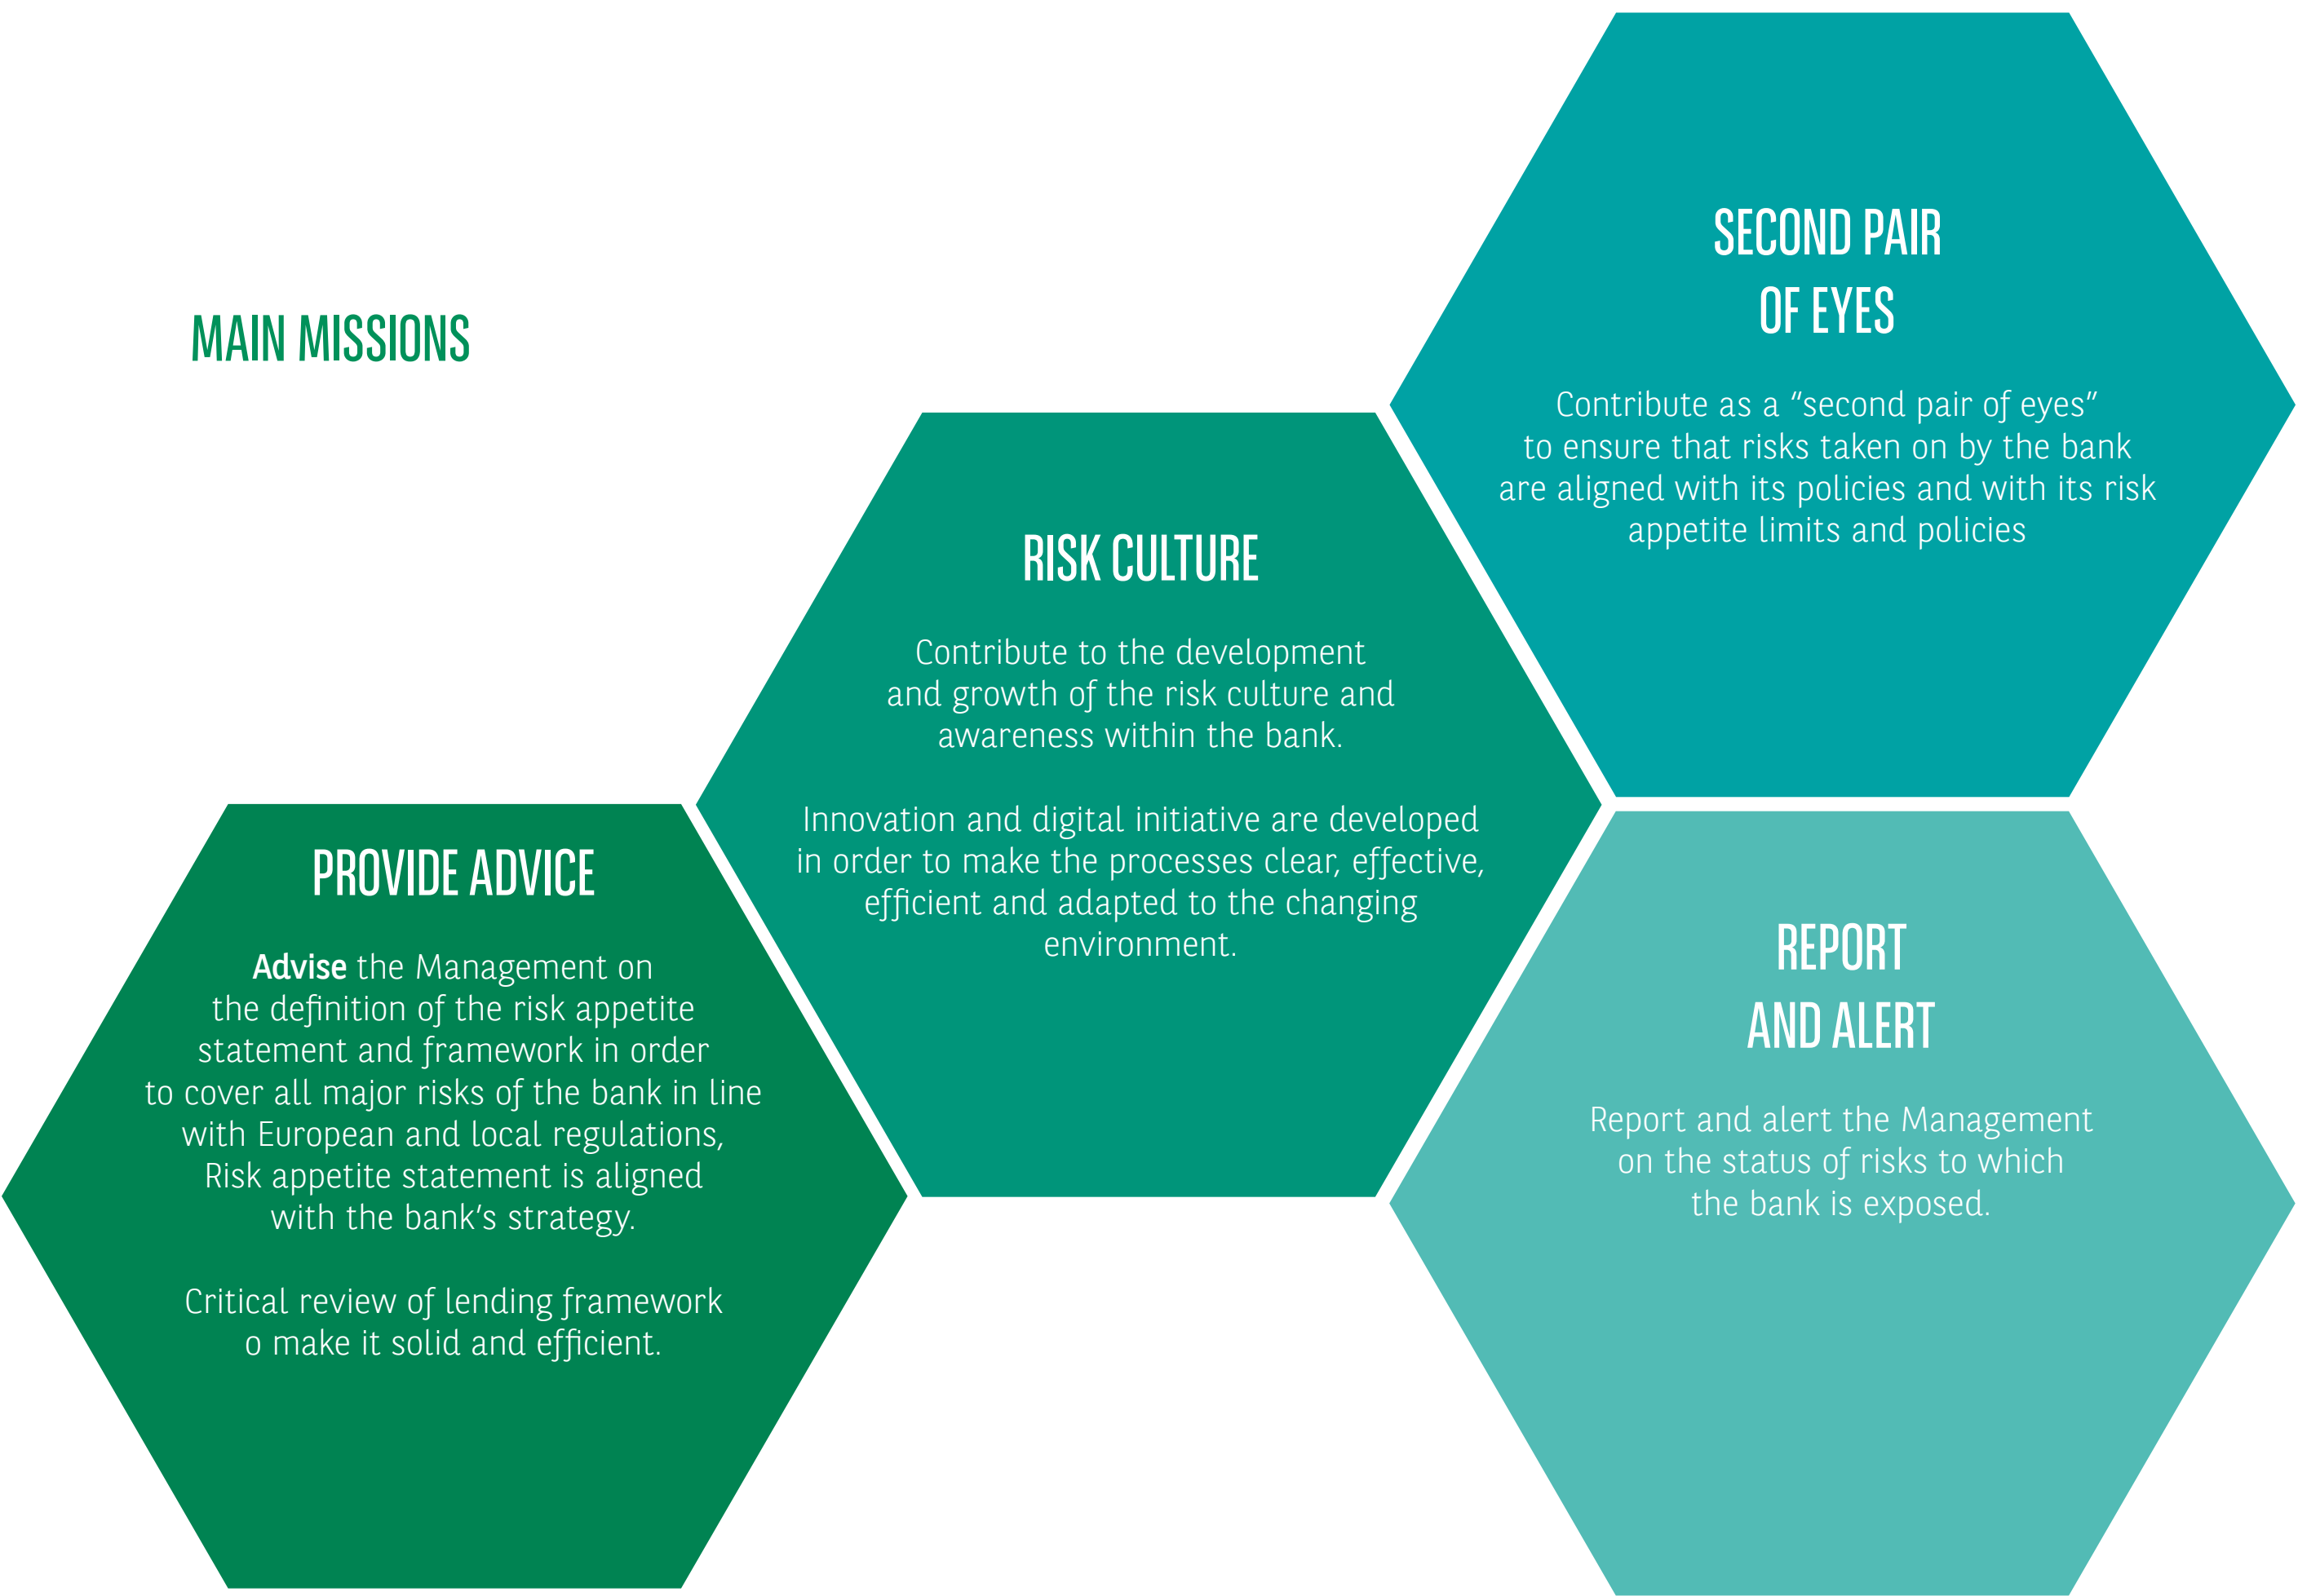 MAIN MISSIONS
PROVIDE ADVICE
Advise the Management on
the definition of the risk appetite
statement and framework in order
to cover all major risks of the bank in line
with European and local regulations,
Risk appetite statement is aligned
with the bank's strategy.
Critical review of lending framework
o make it solid and efficient.
RISK CULTURE
Contribute to the development
and growth of the risk culture and
awareness within the bank.
Innovation and digital initiative are developed
in order to make the processes clear, effective,
efficient and adapted to the changing
environment.
SECOND PAIR
OF EYES
Contribute as a "second pair of eyes"
to ensure that risks taken on by the bank
are aligned with its policies and with its risk
appetite limits and policies
REPORT
AND ALERT
Report and alert the Management
on the status of risks to which
the bank is exposed.